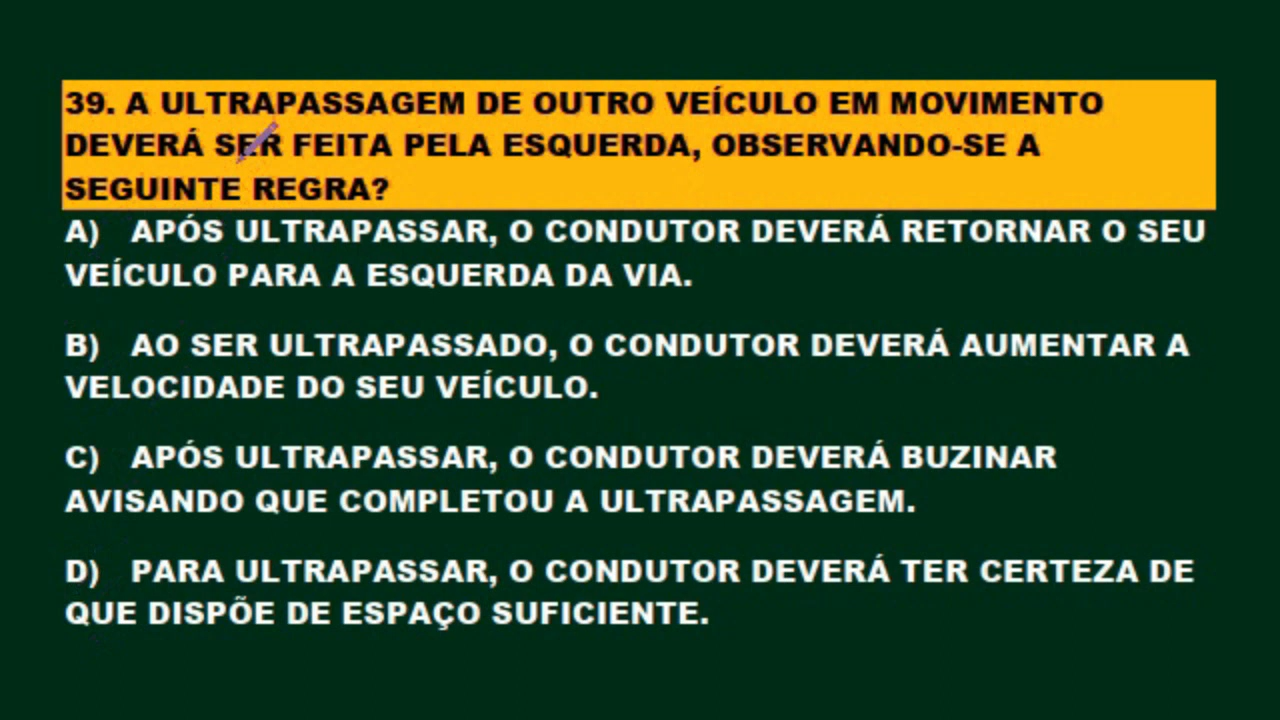 39. A ULTRAPASSAGEM DE OUTRO VEÍCULO EM MOVIMENTO
DEVERÁ SER FEITA PELA ESQUERDA, OBSERVANDO-SE A
SEGUINTE REGRA?
A) APÓS ULTRAPASSAR, O CONDUTOR DEVERÁ RETORNAR O SEU
VEÍCULO PARA A ESQUERDA DA VIA.
B) AO SER ULTRAPASSADO, O CONDUTOR DEVERÁ AUMENTAR A
VELOCIDADE DO SEU VEÍCULO.
C) APÓS ULTRAPASSAR, O CONDUTOR DEVERÁ BUZINAR
AVISANDO QUE COMPLETOU A ULTRAPASSAGEM.
D) PARA ULTRAPASSAR, O CONDUTOR DEVERÁ TER CERTEZA DE
QUE DISPÕE DE ESPAÇO SUFICIENTE.